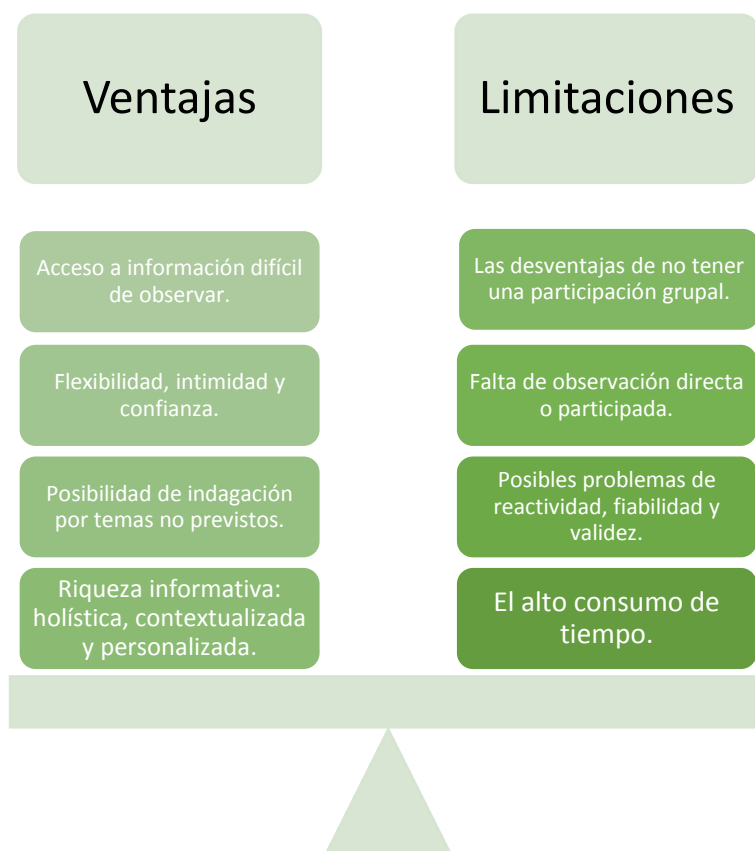 Ventajas
Limitaciones
Acceso a información difícil
de observar.
Flexibilidad, intimidad y
confianza.
Posibilidad de indagación
por temas no previstos.
Riqueza informativa:
holística, contextualizada
y personalizada.
Las desventajas de no tener
una participación grupal.
Falta de observación directa
o participada.
Posibles problemas de
reactividad, fiabilidad y
validez.
El alto consumo de
tiempo.